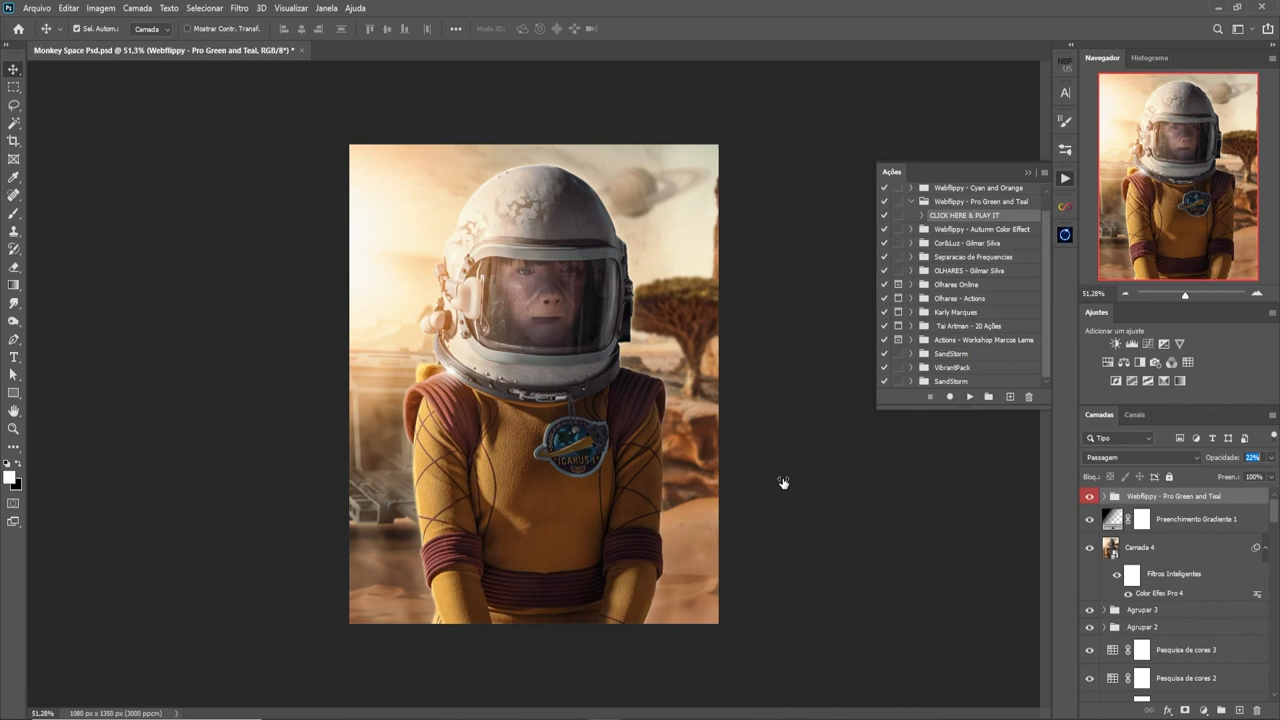 Arquivo Editar Imagem Camada Texto Selecionar Filtro 3D Visualizar Janela Ajuda
Sel. Autom.: Camada Mostrar Contr. Transf. Modo 3D:
Monkey Space Psd.psd @ 51,3% (Webflippy - Pro Green and Teal, RGB/8*) *
Navegador Histograma
51,28%
Ajustes
Adicionar um ajuste
Ações
Webflippy - Cyan and Orange
Webflippy - Pro Green and Teal
CLICK HERE & PLAY IT
Webflippy - Autumn Color Effect
Cor&Luz - Gilmar Silva
Separacao de Frequencias
OLHARES - Gilmar Silva
Olhares Online
Olhares - Actions
Karly Marques
Tai Artman - 20 Ações
Actions - Workshop Marcos Leme
SandStorm
VibrantPack
SandStorm
ICARUS I
Camadas Canais
Tipo
Passagem Opacidade: 22%
Bloq.: Preen.: 100%
Webflippy - Pro Green and Teal
Preenchimento Gradiente 1
Camada 4
Filtros Inteligentes
Color Efex Pro 4
Agrupar 3
Agrupar 2
Pesquisa de cores 3
Pesquisa de cores 2
51,28% 1080 px x 1350 px (3000 ppcm)